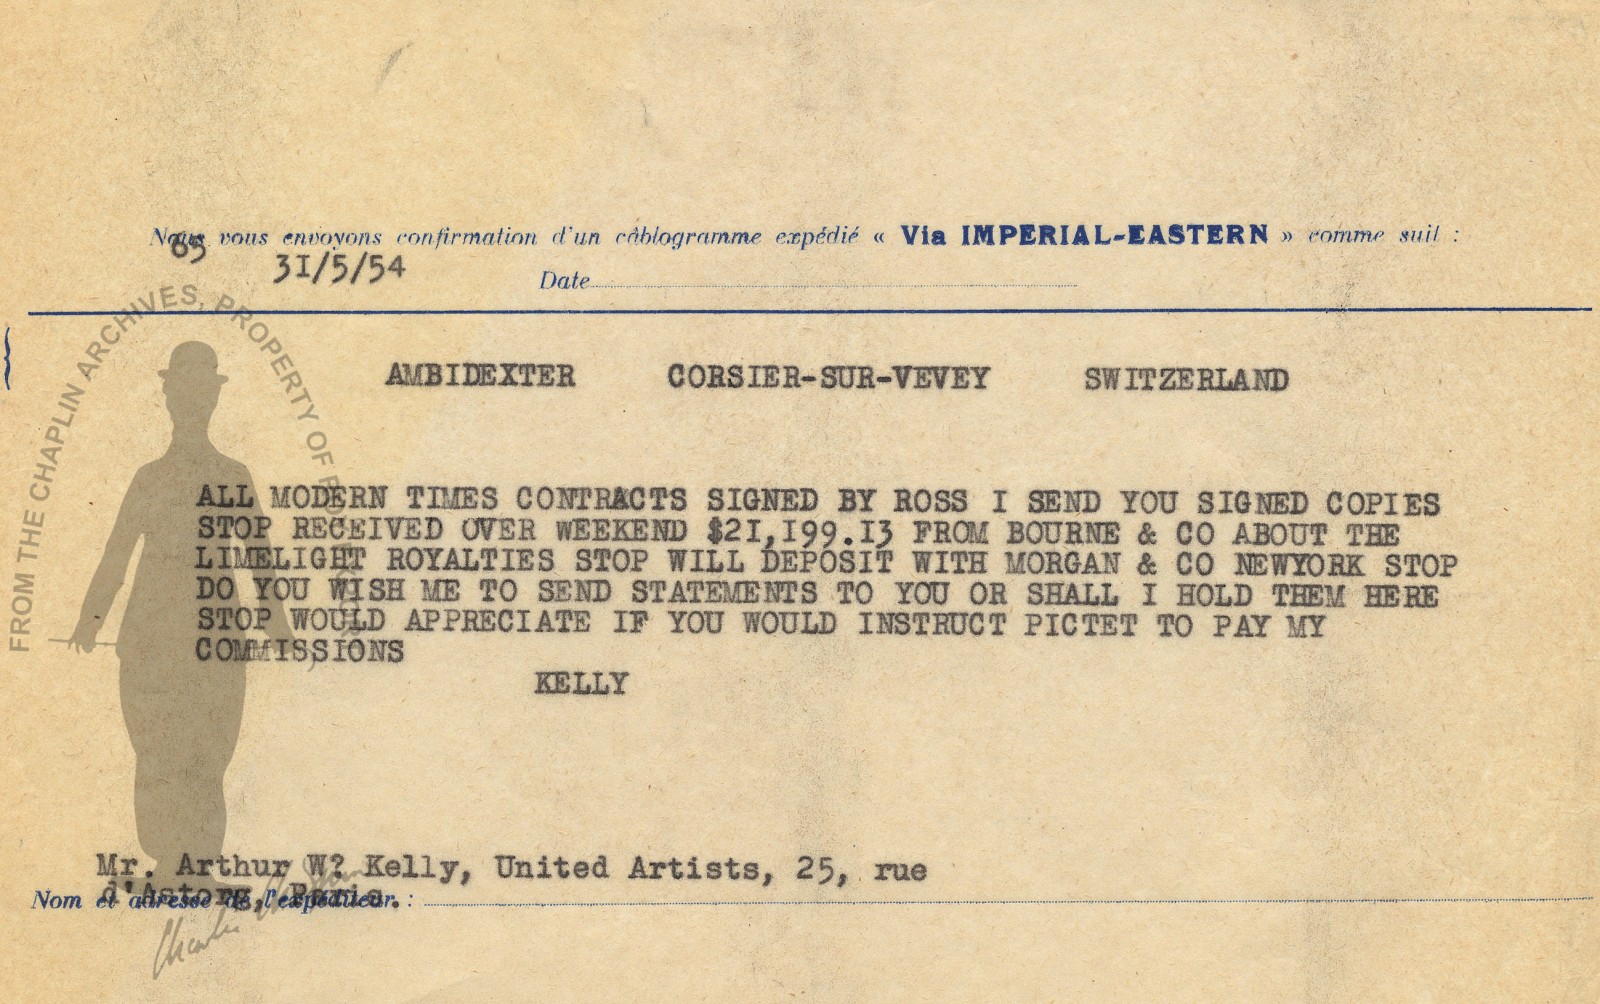 Nous vous envoyons confirmation d'un câblogramme expédié « Via IMPERIAL-EASTERN » comme suit :
65
3I/5/54
Date
AMBIDEXTER CORSIER-SUR-VEVEY SWITZERLAND
ALL MODERN TIMES CONTRACTS SIGNED BY ROSS I SEND YOU SIGNED COPIES
STOP RECEIVED OVER WEEKEND $21,199.I3 FROM BOURNE & CO ABOUT THE
LIMELIGHT ROYALTIES STOP WILL DEPOSIT WITH MORGAN & CO NEWYORK STOP
DO YOU WISH ME TO SEND STATEMENTS TO YOU OR SHALL I HOLD THEM HERE
STOP WOULD APPRECIATE IF YOU WOULD INSTRUCT PICTET TO PAY MY
COMMISSIONS
KELLY
Mr. Arthur W? Kelly, United Artists, 25, rue
d'Astorg, Paris.
Nom et adresse de l'expéditeur :
FROM THE CHAPLIN ARCHIVES, PROPERTY OF